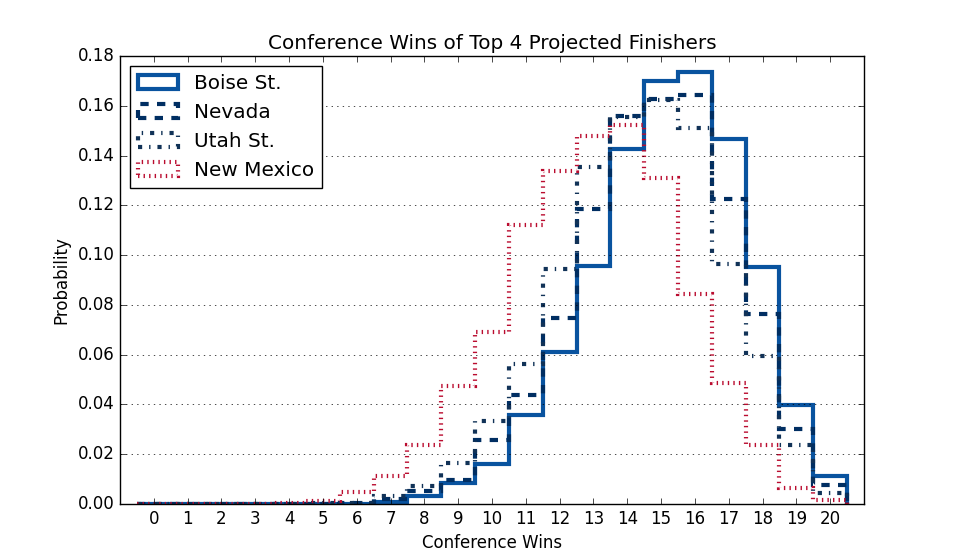 Conference Wins of Top 4 Projected Finishers
Boise St.
Nevada
Utah St.
New Mexico
Probability
0.18
0.16
0.14
0.12
0.10
0.08
0.06
0.04
0.02
0.00
0 1 2 3 4 5 6 7 8 9 10 11 12 13 14 15 16 17 18 19 20
Conference Wins